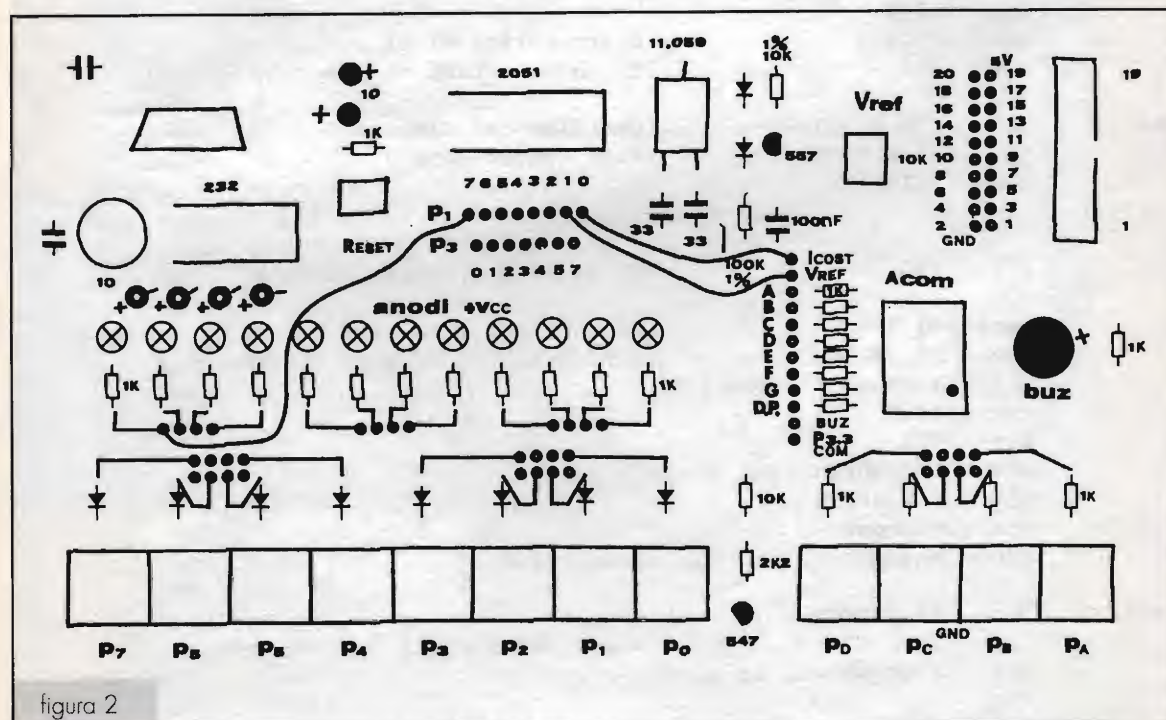 11.059
1%
10K
5V
20 19
18 17
16 15
14 13
12 11
10 9
8 7
6 5
4 3
2 1
GND
19
1
10
2051
Vref
1K
557
10K
232
7 6 5 4 3 2 1 0
P1
RESET
P3
0 1 2 3 4 5 7
33
33
100nF
100K
1%
ICOST
VREF
10
anodi +Vcc
A
1K
B
C
D
E
F
G
D.P.
BUZ
P3.3
COM
Acom
buz
1K
1K
1K
10K
1K
1K
2K2
547
P7
P5
P4
P3
P2
P1
P0
PD
PC
GND
PB
PA
figura 2